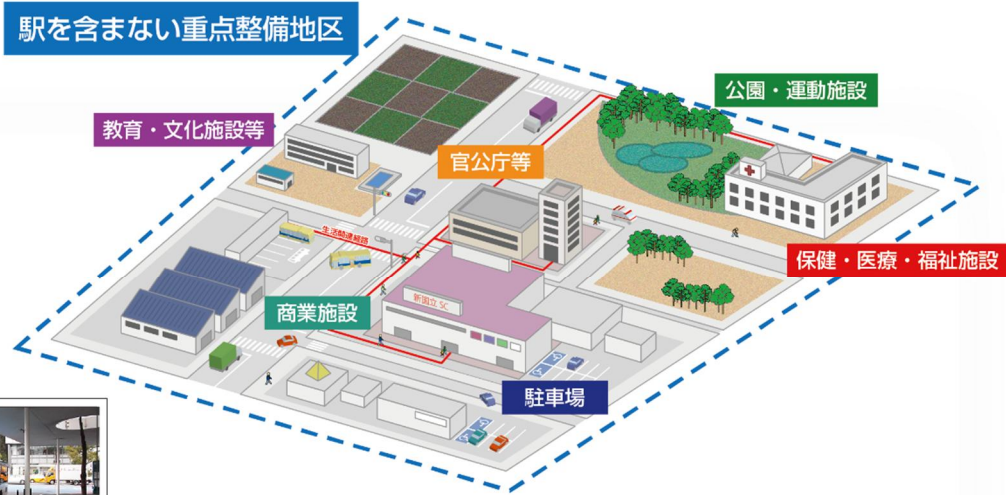 駅を含まない重点整備地区
公園・運動施設
教育・文化施設等
官公庁等
生活関連経路
保健・医療・福祉施設
新国立SC
商業施設
駐車場